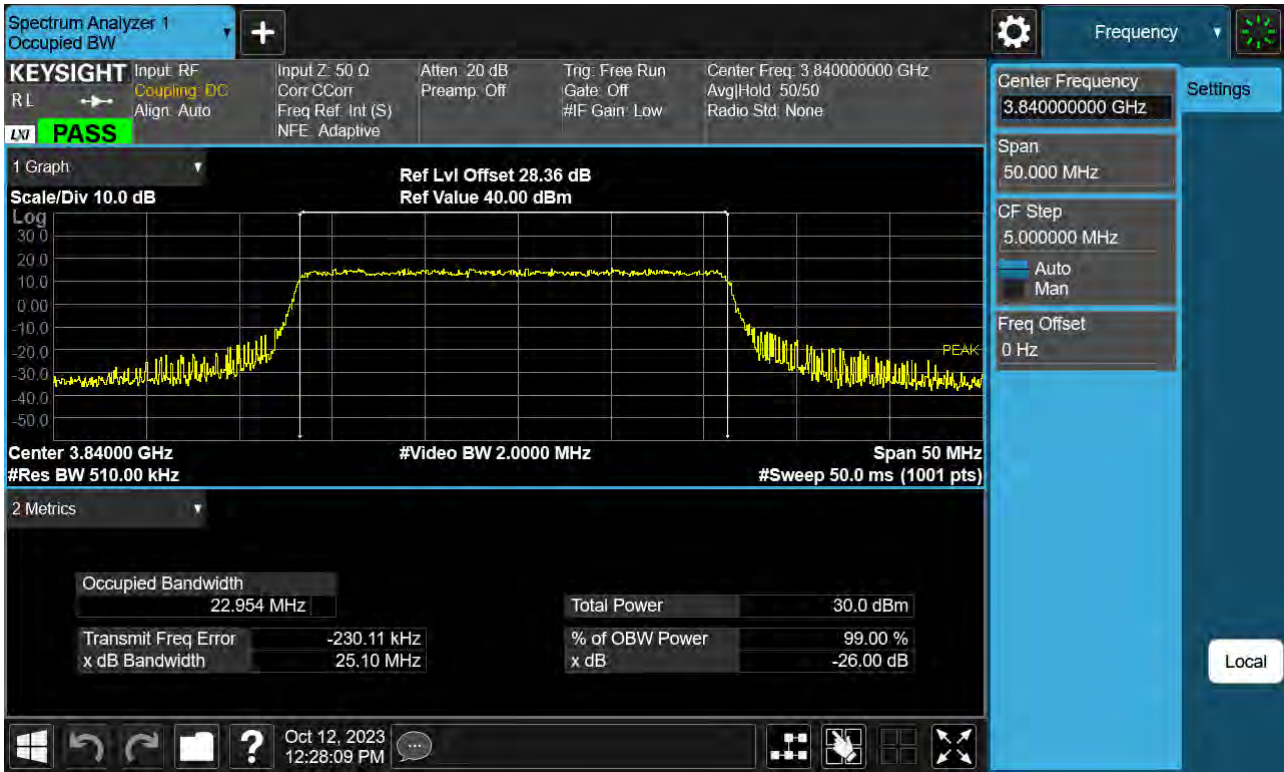 Spectrum Analyzer 1
Occupied BW
Frequency
KEYSIGHT
RL
LXI
PASS
Input: RF
Coupling: DC
Align: Auto
Input Z: 50 Ω
Corr CCorr
Freq Ref: Int (S)
NFE: Adaptive
Atten: 20 dB
Preamp: Off
Trig: Free Run
Gate: Off
#IF Gain: Low
Center Freq: 3.840000000 GHz
Avg|Hold: 50/50
Radio Std: None
Center Frequency
3.840000000 GHz
Settings
Span
50.000 MHz
CF Step
5.000000 MHz
Auto
Man
Freq Offset
0 Hz
Local
1 Graph
Scale/Div 10.0 dB
Ref Lvl Offset 28.36 dB
Ref Value 40.00 dBm
Log
30.0
20.0
10.0
0.00
-10.0
-20.0
-30.0
-40.0
-50.0
PEAK
Center 3.84000 GHz
#Video BW 2.0000 MHz
Span 50 MHz
#Res BW 510.00 kHz
#Sweep 50.0 ms (1001 pts)
2 Metrics
Occupied Bandwidth
22.954 MHz
Total Power 30.0 dBm
Transmit Freq Error -230.11 kHz
% of OBW Power 99.00 %
x dB Bandwidth 25.10 MHz
x dB -26.00 dB
?
Oct 12, 2023
12:28:09 PM